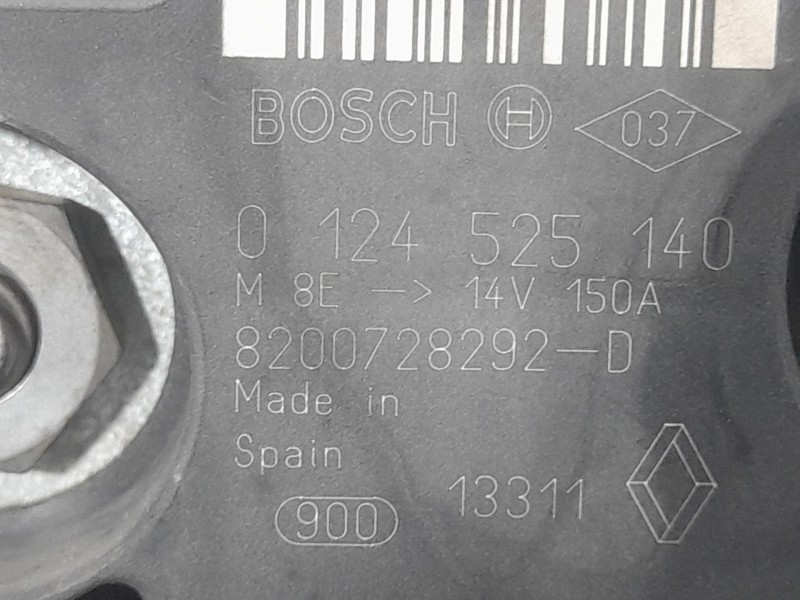 BOSCH H 037
0 124 525 140
M 8E —> 14V 150A
8200728292—D
Made in
Spain
900 13311